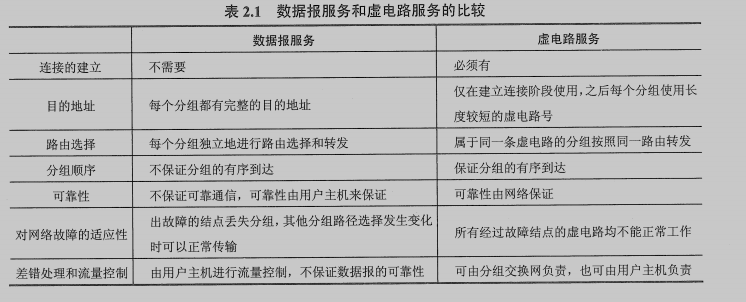 表 2.1 数据报服务和虚电路服务的比较
数据报服务 虚电路服务
连接的建立 不需要 必须有
目的地址 每个分组都有完整的目的地址 仅在建立连接阶段使用,之后每个分组使用长
度较短的虚电路号
路由选择 每个分组独立地进行路由选择和转发 属于同一条虚电路的分组按照同一路由转发
分组顺序 不保证分组的有序到达 保证分组的有序到达
可靠性 不保证可靠通信,可靠性由用户主机来保证 可靠性由网络保证
对网络故障的适应性 出故障的结点丢失分组,其他分组路径选择发生变化
时可以正常传输 所有经过故障结点的虚电路均不能正常工作
差错处理和流量控制 由用户主机进行流量控制,不保证数据报的可靠性 可由分组交换网负责,也可由用户主机负责